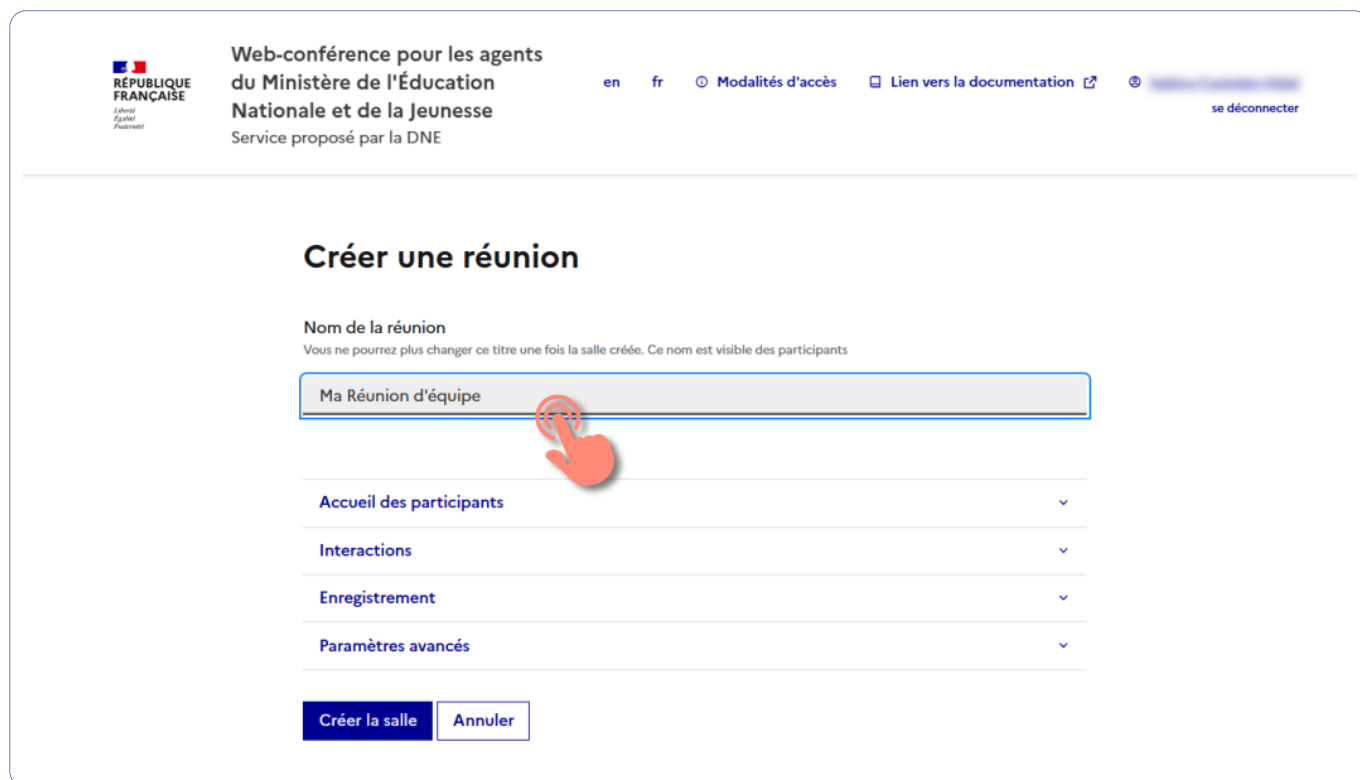 RÉPUBLIQUE
FRANÇAISE
Liberté
Égalité
Fraternité
Web-conférence pour les agents
du Ministère de l'Éducation
Nationale et de la Jeunesse
Service proposé par la DNE
en fr Modalités d'accès Lien vers la documentation
se déconnecter
Créer une réunion
Nom de la réunion
Vous ne pourrez plus changer ce titre une fois la salle créée. Ce nom est visible des participants
Ma Réunion d'équipe
Accueil des participants
Interactions
Enregistrement
Paramètres avancés
Créer la salle Annuler